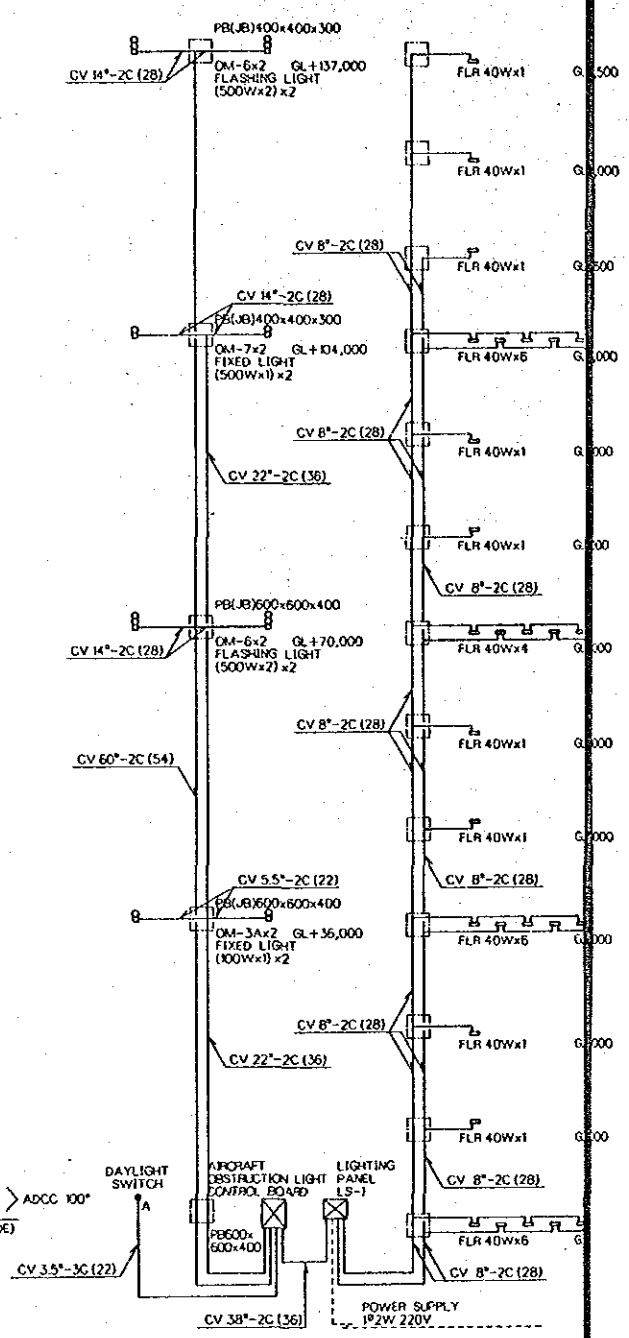 PB(JB)400x400x300
CV 14°-2C (28)
OM-6x2 GL+137,000
FLASHING LIGHT
(500Wx2)x2
FLR 40Wx1
FLR 40Wx1
CV 8°-2C (28)
FLR 40Wx1
CV 14°-2C (28)
PB(JB)400x400x300
OM-7x2 GL+104,000
FIXED LIGHT
(500Wx1)x2
FLR 40Wx6
CV 8°-2C (28)
FLR 40Wx1
CV 22°-2C (36)
FLR 40Wx1
CV 8°-2C (28)
PB(JB)600x600x400
CV 14°-2C (28)
OM-6x2 GL+70,000
FLASHING LIGHT
(500Wx2)x2
FLR 40Wx4
CV 8°-2C (28)
FLR 40Wx1
CV 60°-2C (54)
FLR 40Wx1
CV 8°-2C (28)
CV 5.5°-2C (22)
PB(JB)600x600x400
OM-3Ax2 GL+36,000
FIXED LIGHT
(100Wx1)x2
FLR 40Wx6
CV 8°-2C (28)
FLR 40Wx1
CV 22°-2C (36)
FLR 40Wx1
CV 8°-2C (28)
ADCC 100°
DAYLIGHT
SWITCH
A
AIRCRAFT
OBSTRUCTION LIGHT
CONTROL BOARD
LIGHTING
PANEL
LS-1
PB600x
600x400
FLR 40Wx6
CV 3.5°-3C (22)
CV 8°-2C (28)
CV 38°-2C (36)
POWER SUPPLY
1Φ2W 220V